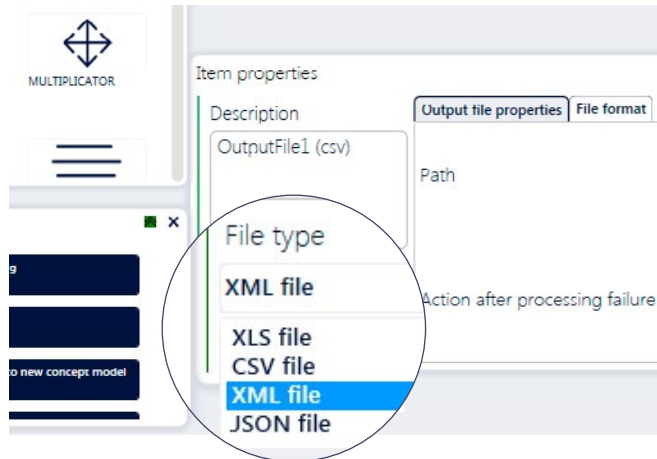 MULTIPLICATOR
Item properties
Description
OutputFile1 (csv)
Output file properties
File format
Path
File type
XML file
Action after processing failure
XLS file
CSV file
XML file
JSON file
g
o new concept model